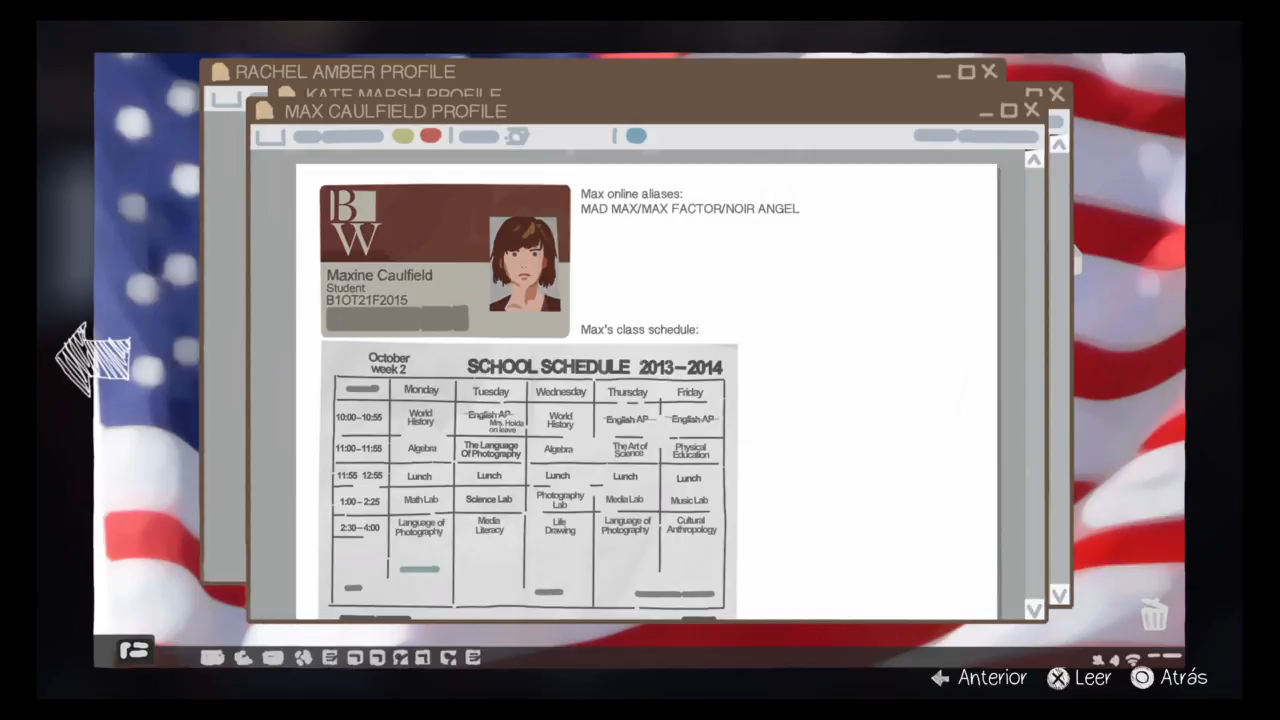 RACHEL AMBER PROFILE
KATE MARSH PROFILE
MAX CAULFIELD PROFILE
BW
Maxine Caulfield
Student
B1OT21F2015
Max online aliases:
MAD MAX/MAX FACTOR/NOIR ANGEL
Max's class schedule:
October
week 2
SCHOOL SCHEDULE 2013-2014
Monday Tuesday Wednesday Thursday Friday
10:00-10:55 World History English AP Mrs. Hoida on leave World History English AP English AP
11:00-11:55 Algebra The Language Of Photography Algebra The Art of Science Physical Education
11:55 12:55 Lunch Lunch Lunch Lunch Lunch
1:00-2:25 Math Lab Science Lab Photography Lab Media Lab Music Lab
2:30-4:00 Language of Photography Media Literacy Life Drawing Language of Photography Cultural Anthropology
Anterior Leer Atrás